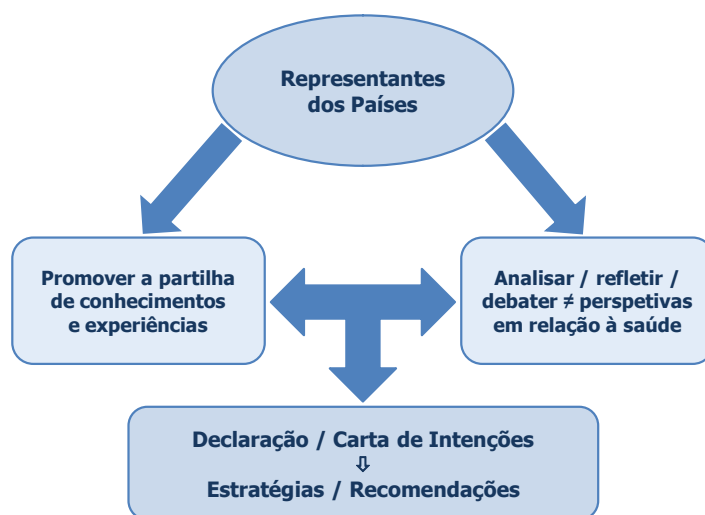 Representantes
dos Países
Promover a partilha
de conhecimentos
e experiências
Analisar / refletir /
debater ≠ perspetivas
em relação à saúde
Declaração / Carta de Intenções
⇩
Estratégias / Recomendações